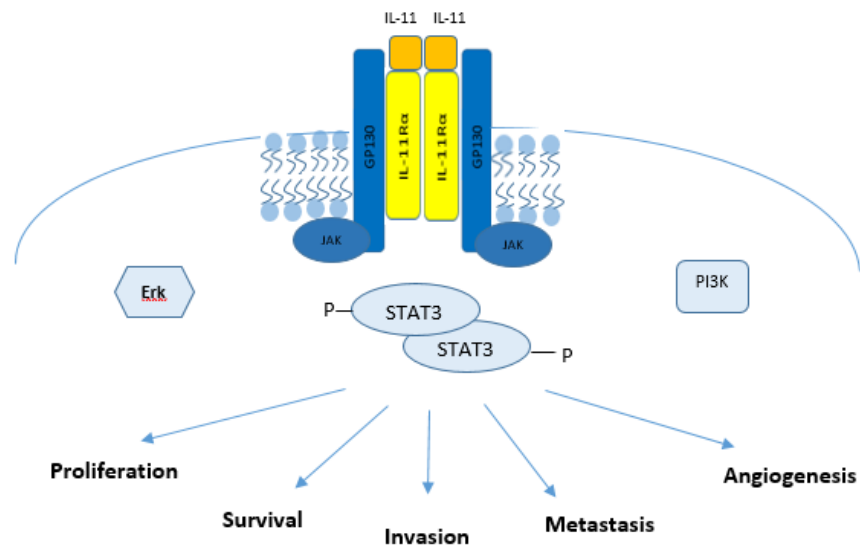 IL-11 IL-11
GP130
IL-11Rα
IL-11Rα
GP130
JAK
JAK
Erk
PI3K
P
STAT3
STAT3
P
Proliferation
Survival
Invasion
Metastasis
Angiogenesis